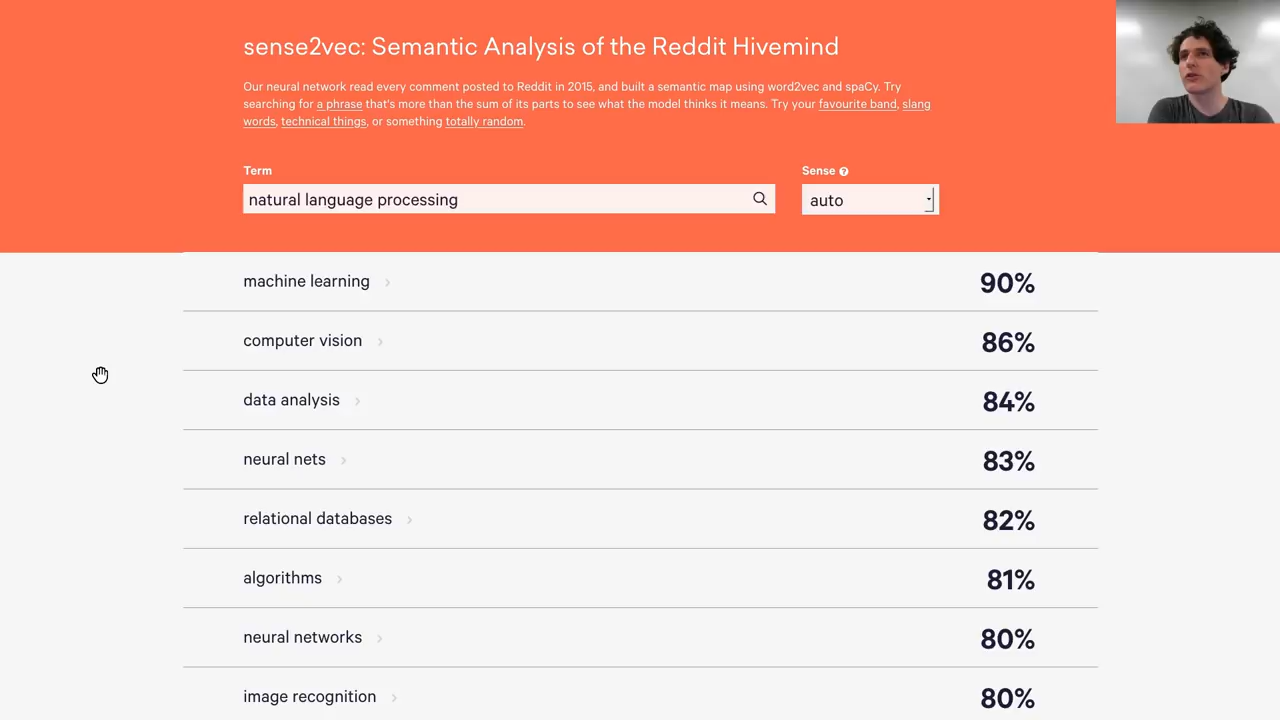 sense2vec: Semantic Analysis of the Reddit Hivemind
Our neural network read every comment posted to Reddit in 2015, and built a semantic map using word2vec and spaCy. Try
searching for a phrase that's more than the sum of its parts to see what the model thinks it means. Try your favourite band, slang
words, technical things, or something totally random.
Term
Sense ?
natural language processing
auto
machine learning 90%
computer vision 86%
data analysis 84%
neural nets 83%
relational databases 82%
algorithms 81%
neural networks 80%
image recognition 80%